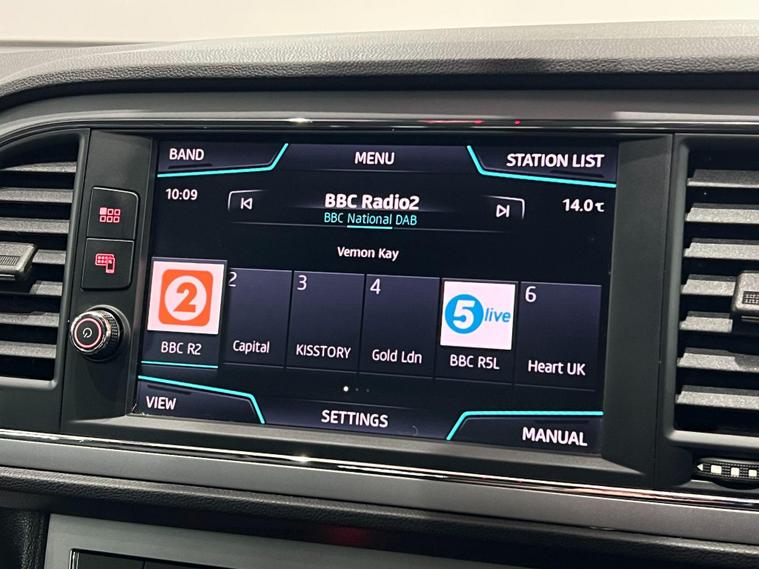 BAND
MENU
STATION LIST
10:09
BBC Radio2
14.0°c
BBC National DAB
Vernon Kay
2
2
3
4
5 live
6
BBC R2
Capital
KISSTORY
Gold Ldn
BBC R5L
Heart UK
VIEW
SETTINGS
MANUAL